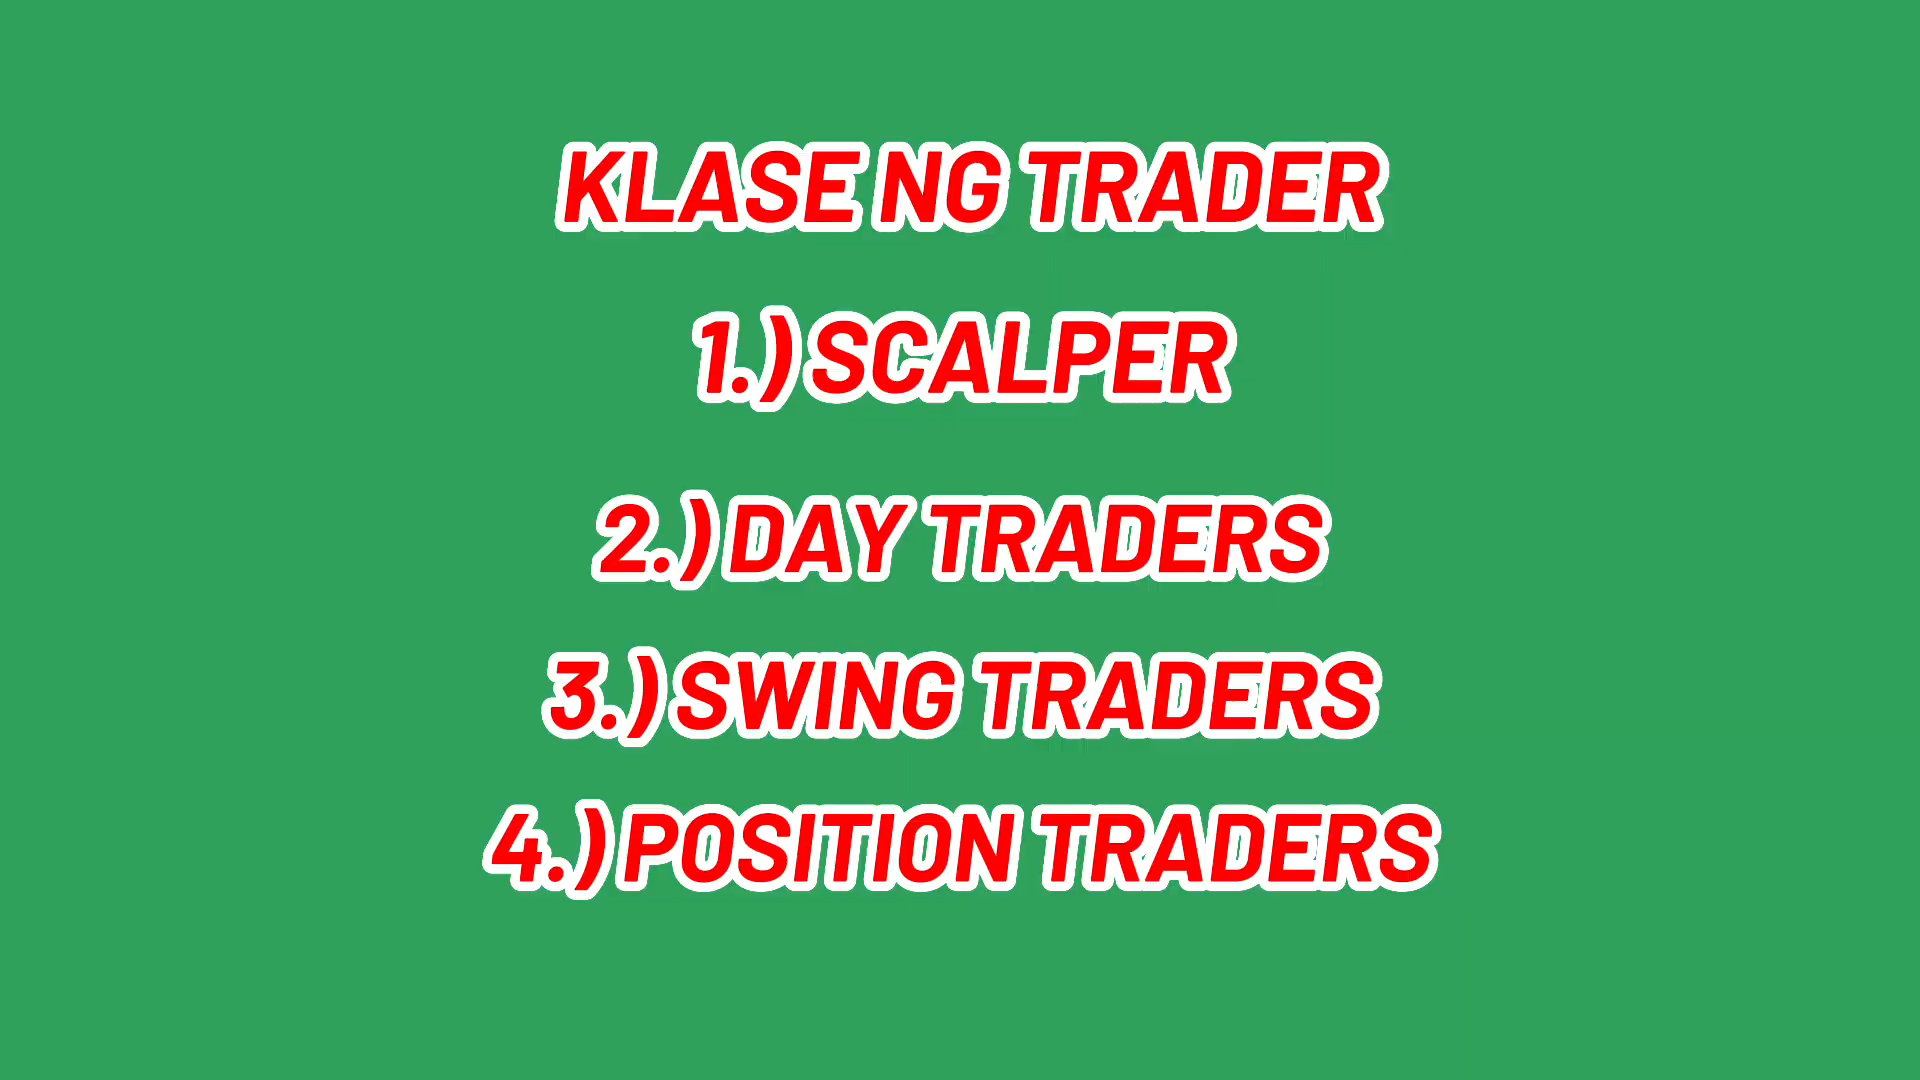 KLASE NG TRADER
1.) SCALPER
2.) DAY TRADERS
3.) SWING TRADERS
4.) POSITION TRADERS